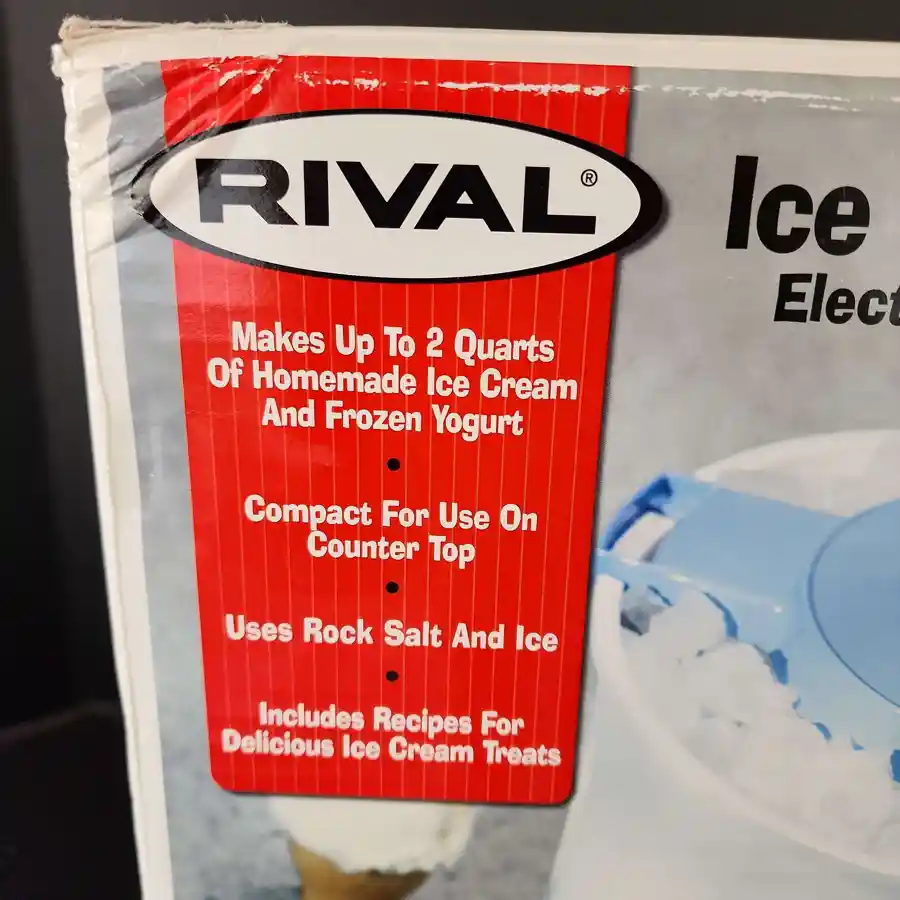 RIVAL®
Makes Up To 2 Quarts
Of Homemade Ice Cream
And Frozen Yogurt
•
Compact For Use On
Counter Top
•
Uses Rock Salt And Ice
•
Includes Recipes For
Delicious Ice Cream Treats
Ice
Elect